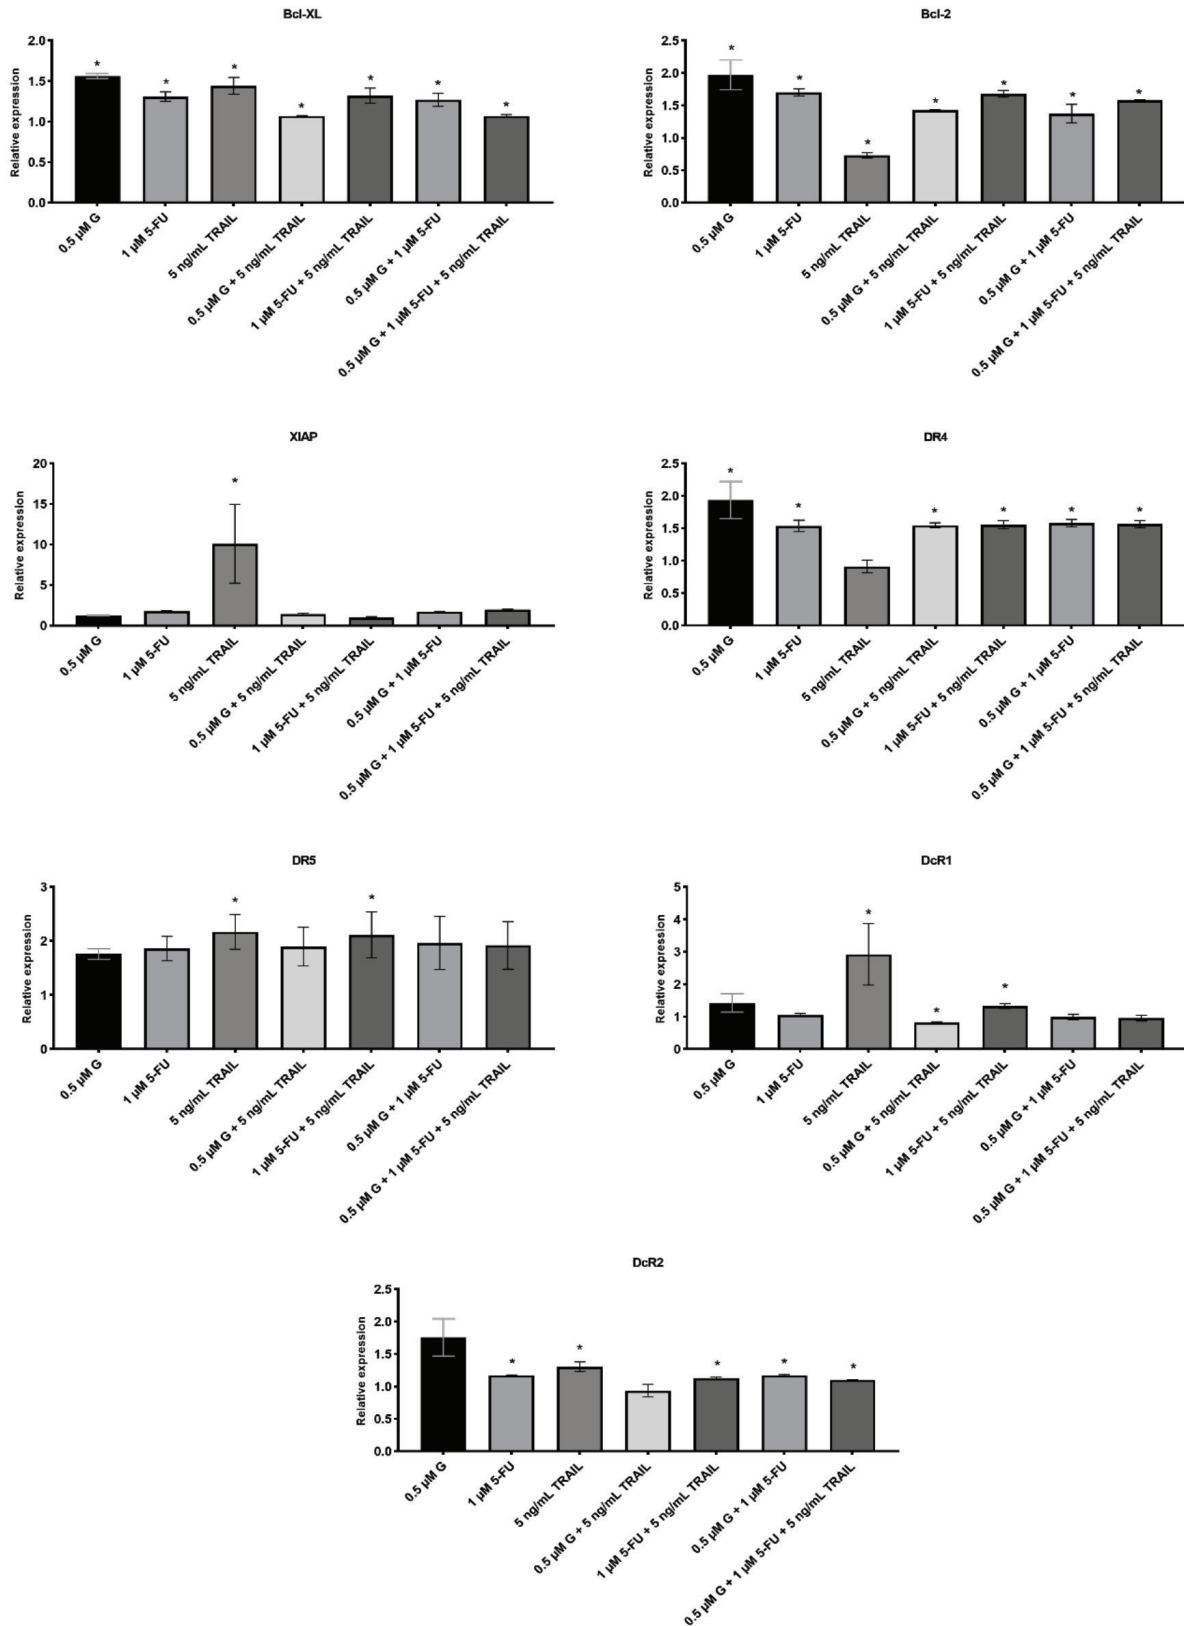 Bcl-XL
Relative expression
2.0
1.5
1.0
0.5
0.0
*
*
*
*
*
*
*
0.5 µM G
1 µM 5-FU
5 ng/mL TRAIL
0.5 µM G + 5 ng/mL TRAIL
1 µM 5-FU + 5 ng/mL TRAIL
0.5 µM G + 1 µM 5-FU
0.5 µM G + 1 µM 5-FU + 5 ng/mL TRAIL
Bcl-2
Relative expression
2.5
2.0
1.5
1.0
0.5
0.0
*
*
*
*
*
*
*
0.5 µM G
1 µM 5-FU
5 ng/mL TRAIL
0.5 µM G + 5 ng/mL TRAIL
1 µM 5-FU + 5 ng/mL TRAIL
0.5 µM G + 1 µM 5-FU
0.5 µM G + 1 µM 5-FU + 5 ng/mL TRAIL
XIAP
Relative expression
20
15
10
5
0
*
0.5 µM G
1 µM 5-FU
5 ng/mL TRAIL
0.5 µM G + 5 ng/mL TRAIL
1 µM 5-FU + 5 ng/mL TRAIL
0.5 µM G + 1 µM 5-FU
0.5 µM G + 1 µM 5-FU + 5 ng/mL TRAIL
DR4
Relative expression
2.5
2.0
1.5
1.0
0.5
0.0
*
*
*
*
*
*
0.5 µM G
1 µM 5-FU
5 ng/mL TRAIL
0.5 µM G + 5 ng/mL TRAIL
1 µM 5-FU + 5 ng/mL TRAIL
0.5 µM G + 1 µM 5-FU
0.5 µM G + 1 µM 5-FU + 5 ng/mL TRAIL
DR5
Relative expression
3
2
1
0
*
*
0.5 µM G
1 µM 5-FU
5 ng/mL TRAIL
0.5 µM G + 5 ng/mL TRAIL
1 µM 5-FU + 5 ng/mL TRAIL
0.5 µM G + 1 µM 5-FU
0.5 µM G + 1 µM 5-FU + 5 ng/mL TRAIL
DcR1
Relative expression
5
4
3
2
1
0
*
*
*
0.5 µM G
1 µM 5-FU
5 ng/mL TRAIL
0.5 µM G + 5 ng/mL TRAIL
1 µM 5-FU + 5 ng/mL TRAIL
0.5 µM G + 1 µM 5-FU
0.5 µM G + 1 µM 5-FU + 5 ng/mL TRAIL
DcR2
Relative expression
2.5
2.0
1.5
1.0
0.5
0.0
*
*
*
*
*
0.5 µM G
1 µM 5-FU
5 ng/mL TRAIL
0.5 µM G + 5 ng/mL TRAIL
1 µM 5-FU + 5 ng/mL TRAIL
0.5 µM G + 1 µM 5-FU
0.5 µM G + 1 µM 5-FU + 5 ng/mL TRAIL